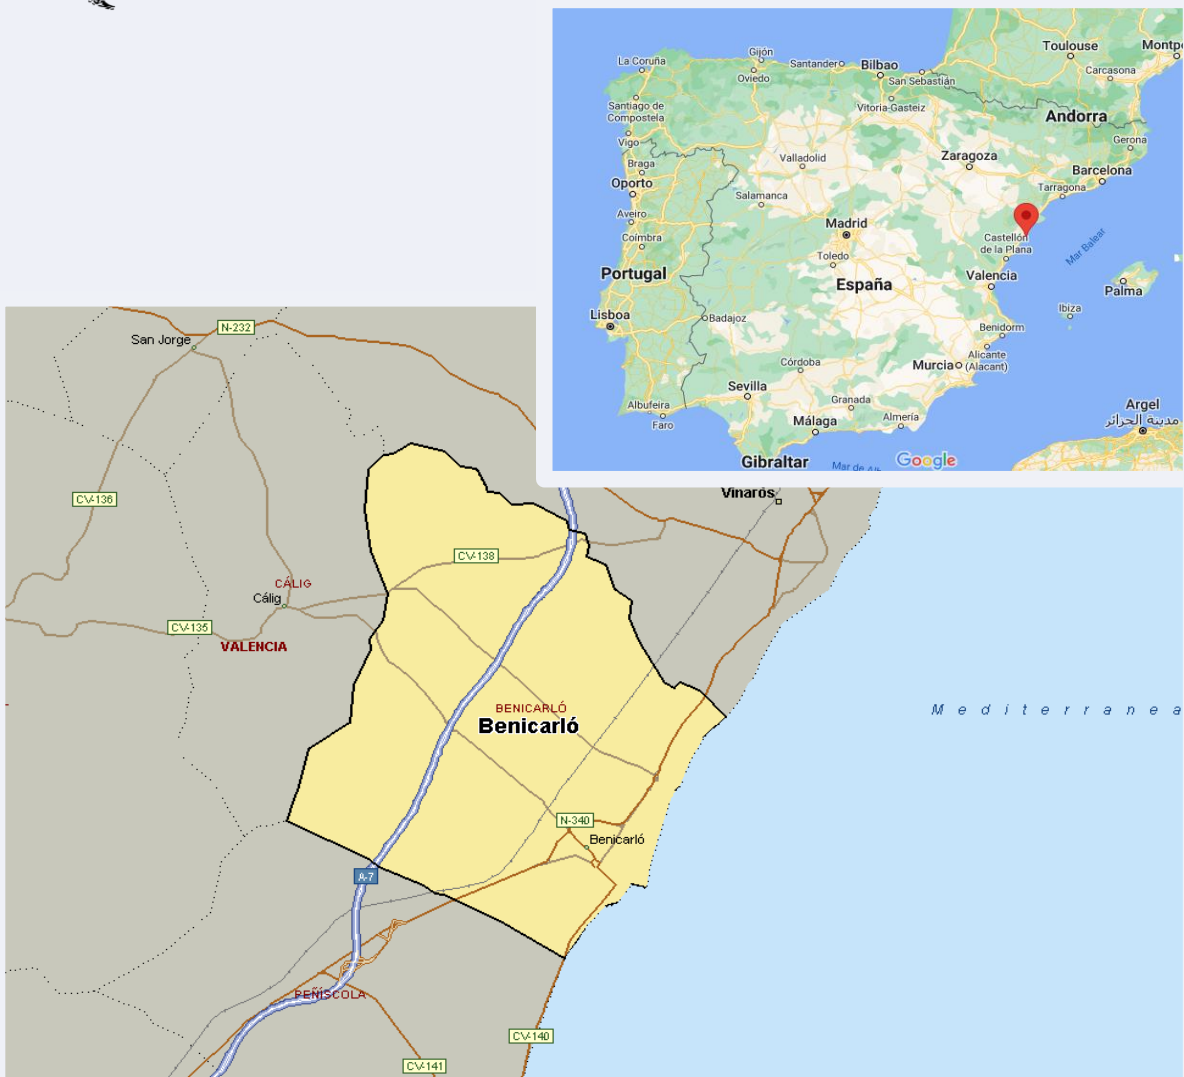 Toulouse
Montp
Gijón
La Coruña
Santander
Bilbao
San Sebastián
Carcasona
Oviedo
Santiago de
Compostela
Vitoria-Gasteiz
Andorra
Vigo
Gerona
Braga
Valladolid
Zaragoza
Barcelona
Oporto
Tarragona
Salamanca
Aveiro
Madrid
Coímbra
Castellón
de la Plana
Mar Balear
Toledo
Portugal
España
Valencia
Palma
Lisboa
Badajoz
Ibiza
Benidorm
Córdoba
Murcia
Alicante
(Alacant)
Sevilla
Albufeira
Granada
Argel
Faro
Málaga
Almería
مدينة الجزائر
Gibraltar
Mar de Alb
Google
N-232
San Jorge
Vinaròs
CV-136
CV-138
CÁLIG
Cálig
CV-135
VALENCIA
BENICARLÓ
Benicarló
Mediterranea
N-340
Benicarló
A-7
PEÑÍSCOLA
CV-140
CV-141